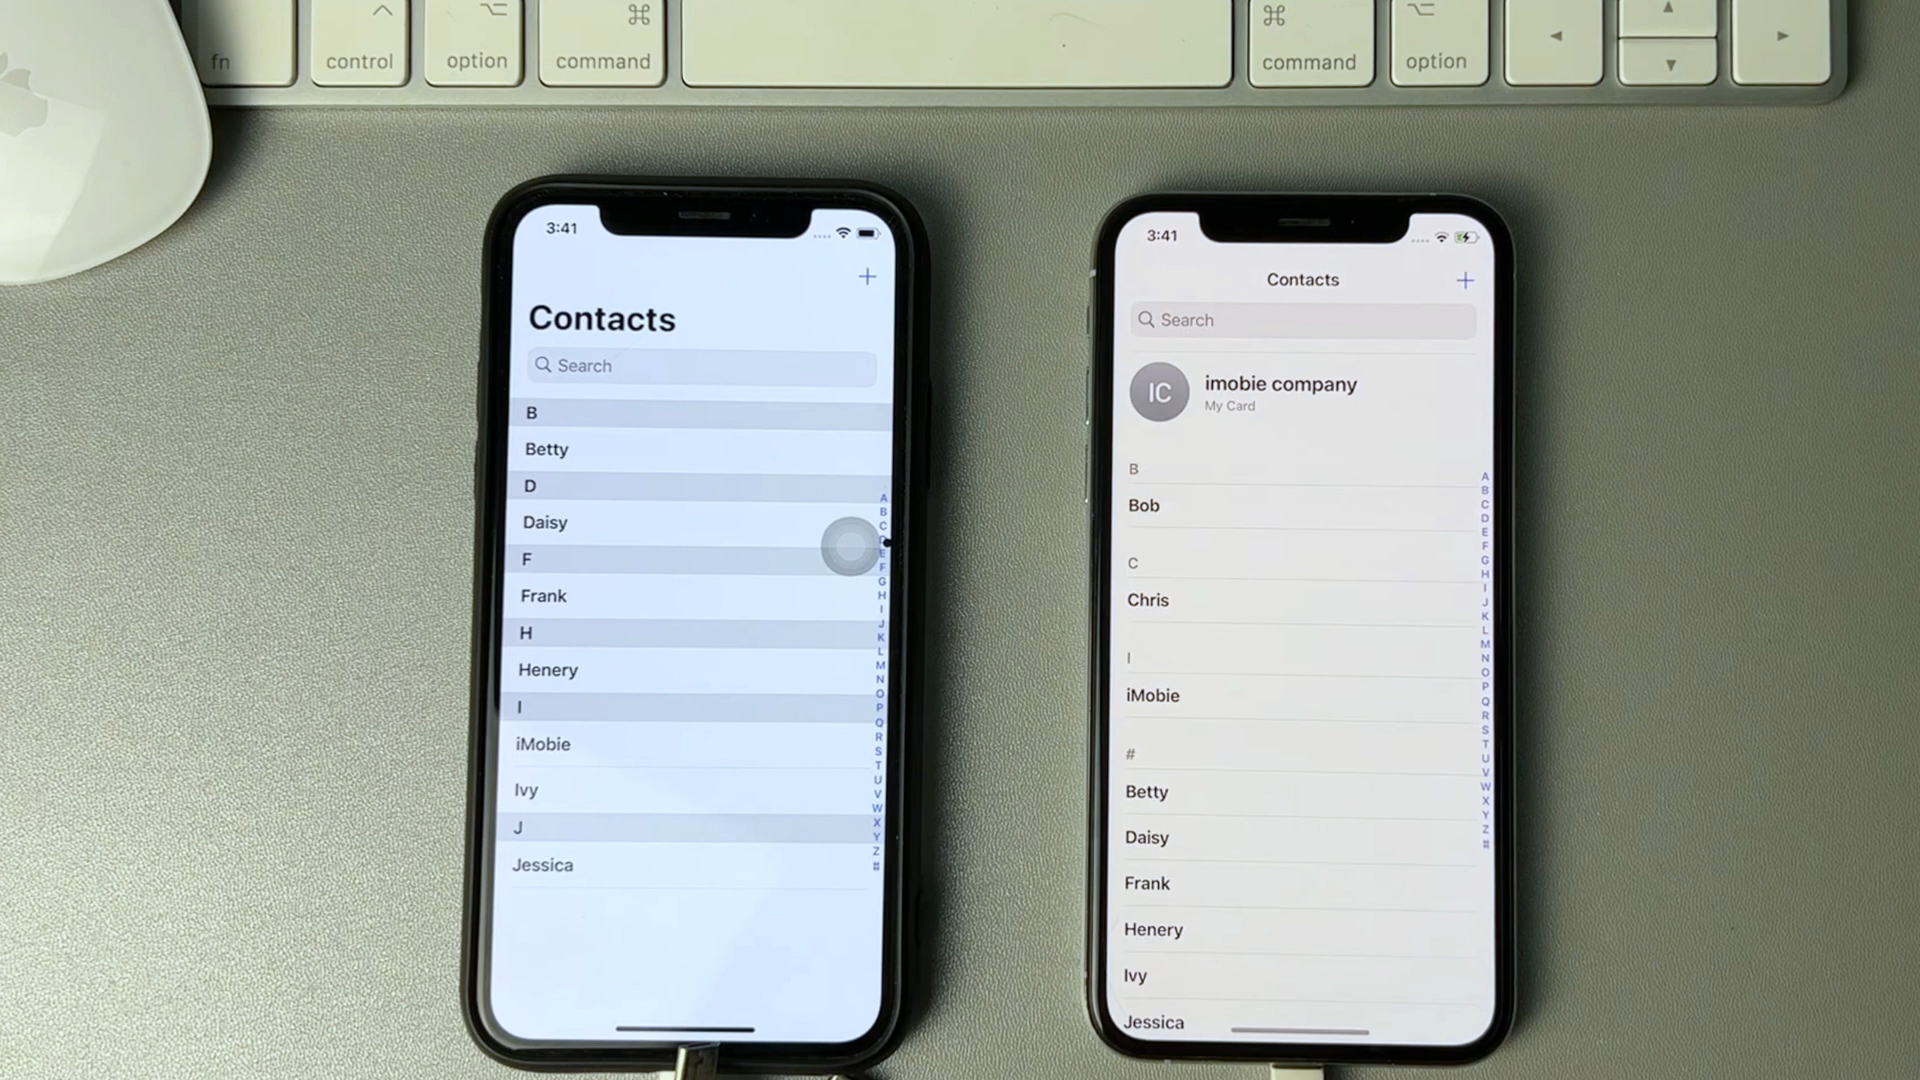 fn
control
option
command
command
option
3:41
Contacts
Search
B
Betty
D
Daisy
F
Frank
H
Henery
I
iMobie
Ivy
J
Jessica
A
B
C
D
E
F
G
H
I
J
K
L
M
N
O
P
Q
R
S
T
U
V
W
X
Y
Z
#
3:41
Contacts
Search
IC
imobie company
My Card
B
Bob
C
Chris
I
iMobie
#
Betty
Daisy
Frank
Henery
Ivy
Jessica
A
B
C
D
E
F
G
H
I
J
K
L
M
N
O
P
Q
R
S
T
U
V
W
X
Y
Z
#